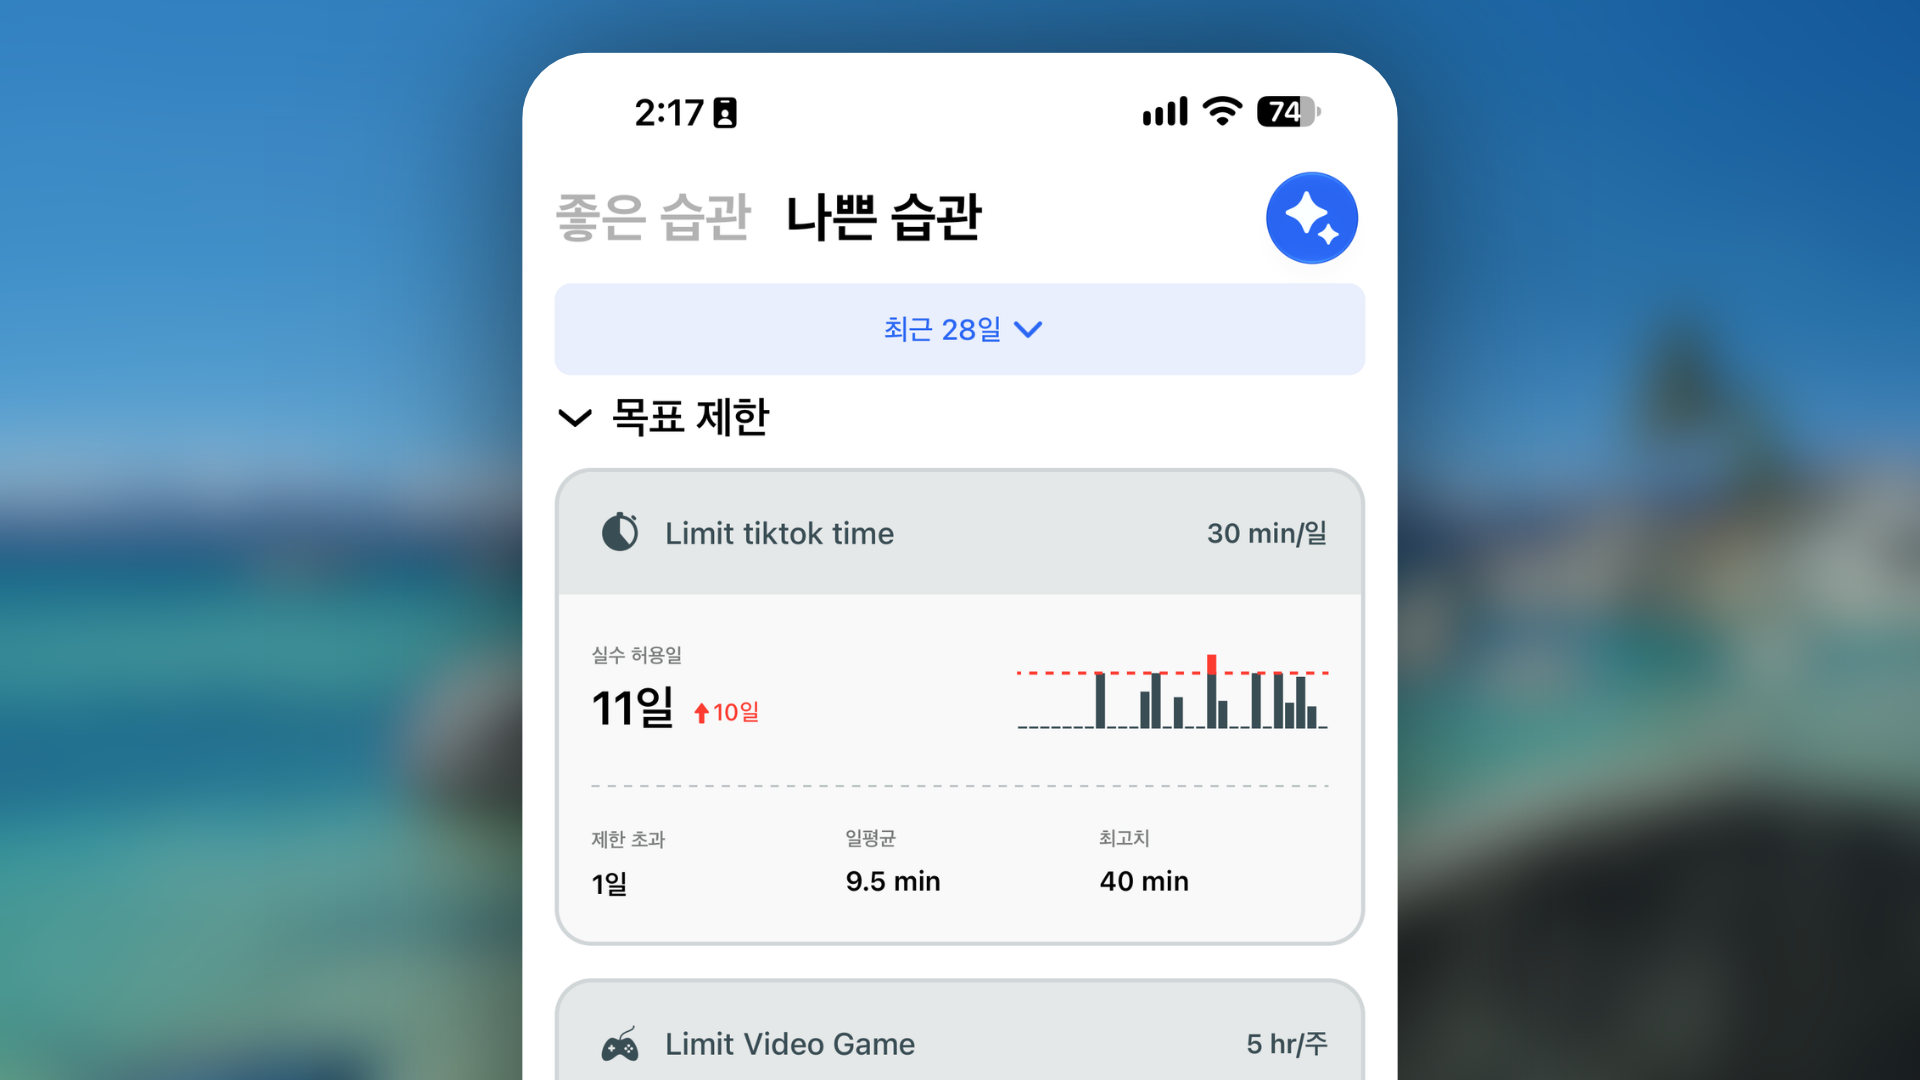 2:17
74
좋은 습관 나쁜 습관
최근 28일
목표 제한
Limit tiktok time 30 min/일
실수 허용일
11일 10일
제한 초과 일평균 최고치
1일 9.5 min 40 min
Limit Video Game 5 hr/주